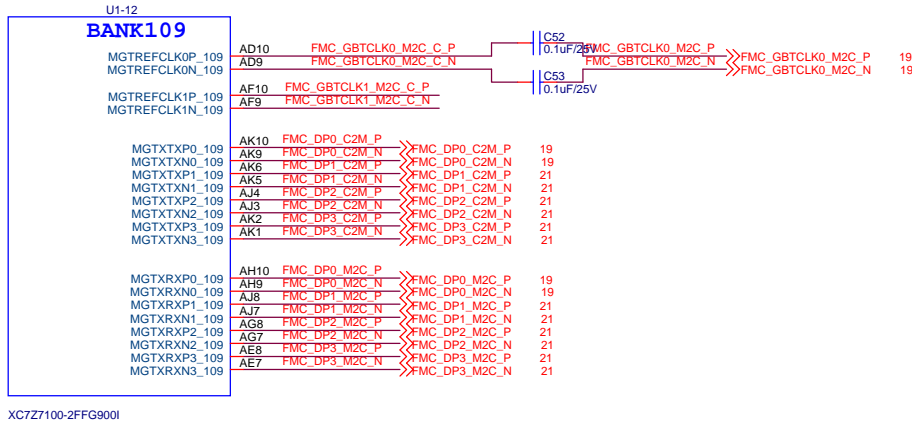 U1-12
BANK109
MGTREFCLK0P_109 AD10 FMC_GBTCLK0_M2C_C_P C52 0.1uF/25V FMC_GBTCLK0_M2C_P FMC_GBTCLK0_M2C_P 19
MGTREFCLK0N_109 AD9 FMC_GBTCLK0_M2C_C_N C53 0.1uF/25V FMC_GBTCLK0_M2C_N FMC_GBTCLK0_M2C_N 19
MGTREFCLK1P_109 AF10 FMC_GBTCLK1_M2C_C_P
MGTREFCLK1N_109 AF9 FMC_GBTCLK1_M2C_C_N
MGTXTXP0_109 AK10 FMC_DP0_C2M_P FMC_DP0_C2M_P 19
MGTXTXN0_109 AK9 FMC_DP0_C2M_N FMC_DP0_C2M_N 19
MGTXTXP1_109 AK6 FMC_DP1_C2M_P FMC_DP1_C2M_P 21
MGTXTXN1_109 AK5 FMC_DP1_C2M_N FMC_DP1_C2M_N 21
MGTXTXP2_109 AJ4 FMC_DP2_C2M_P FMC_DP2_C2M_P 21
MGTXTXN2_109 AJ3 FMC_DP2_C2M_N FMC_DP2_C2M_N 21
MGTXTXP3_109 AK2 FMC_DP3_C2M_P FMC_DP3_C2M_P 21
MGTXTXN3_109 AK1 FMC_DP3_C2M_N FMC_DP3_C2M_N 21
MGTXRXP0_109 AH10 FMC_DP0_M2C_P FMC_DP0_M2C_P 19
MGTXRXN0_109 AH9 FMC_DP0_M2C_N FMC_DP0_M2C_N 19
MGTXRXP1_109 AJ8 FMC_DP1_M2C_P FMC_DP1_M2C_P 21
MGTXRXN1_109 AJ7 FMC_DP1_M2C_N FMC_DP1_M2C_N 21
MGTXRXP2_109 AG8 FMC_DP2_M2C_P FMC_DP2_M2C_P 21
MGTXRXN2_109 AG7 FMC_DP2_M2C_N FMC_DP2_M2C_N 21
MGTXRXP3_109 AE8 FMC_DP3_M2C_P FMC_DP3_M2C_P 21
MGTXRXN3_109 AE7 FMC_DP3_M2C_N FMC_DP3_M2C_N 21
XC7Z7100-2FFG900I